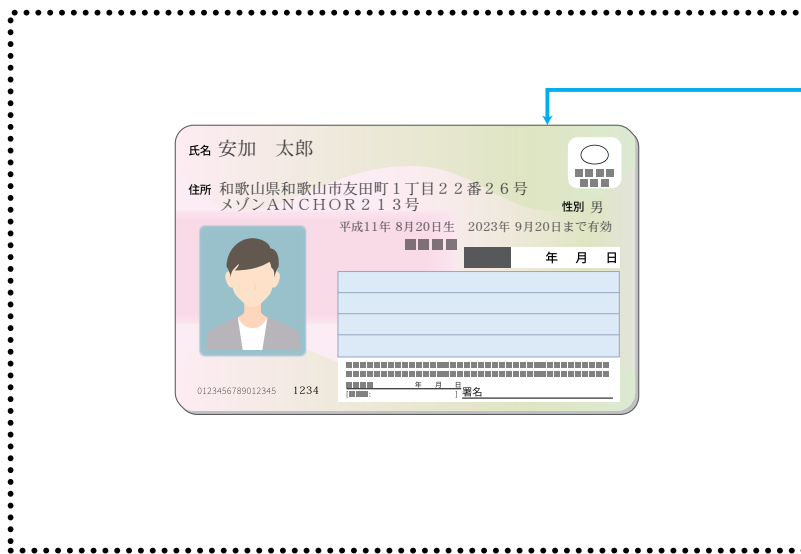 氏名 安加　太郎
住所 和歌山県和歌山市友田町１丁目２２番２６号
メゾンＡＮＣＨＯＲ２１３号
性別 男
平成11年 8月20日生　2023年 9月20日まで有効
年　月　日
年　月　日
[ : ] 署名
0123456789012345　1234